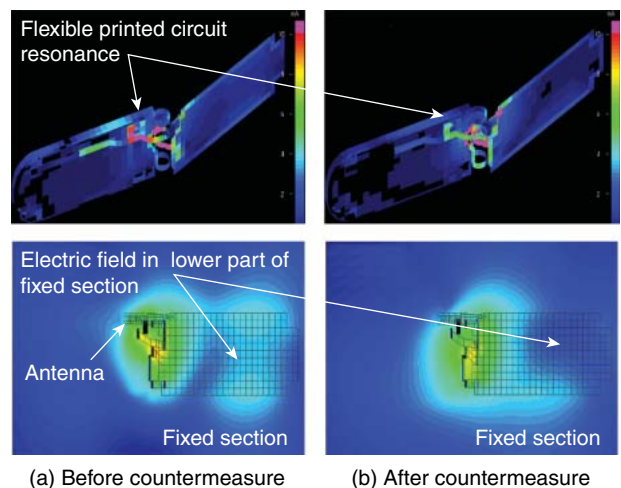 Flexible printed circuit
resonance
Electric field in lower part of
fixed section
Antenna
Fixed section
Fixed section
(a) Before countermeasure
(b) After countermeasure